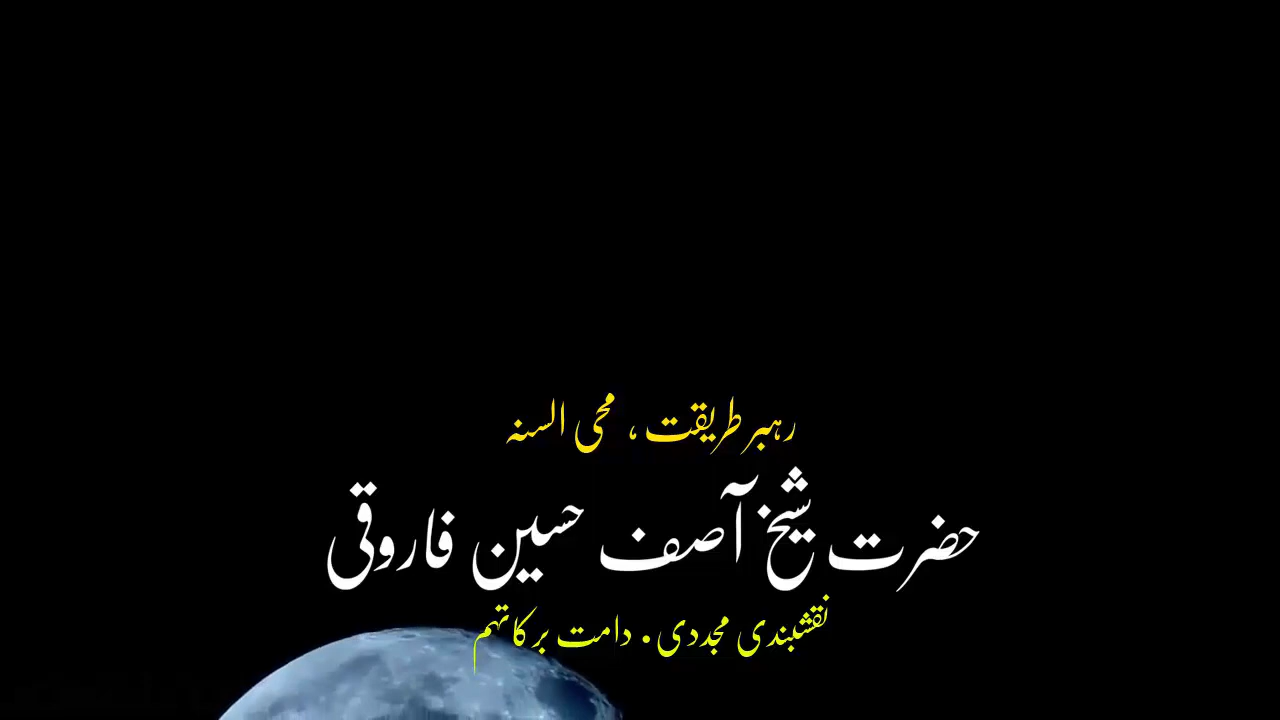 رہبر طریقت ، محی السنہ
حضرت شیخ آصف حسین فاروقی
نقشبندی مجددی . دامت برکاتہم